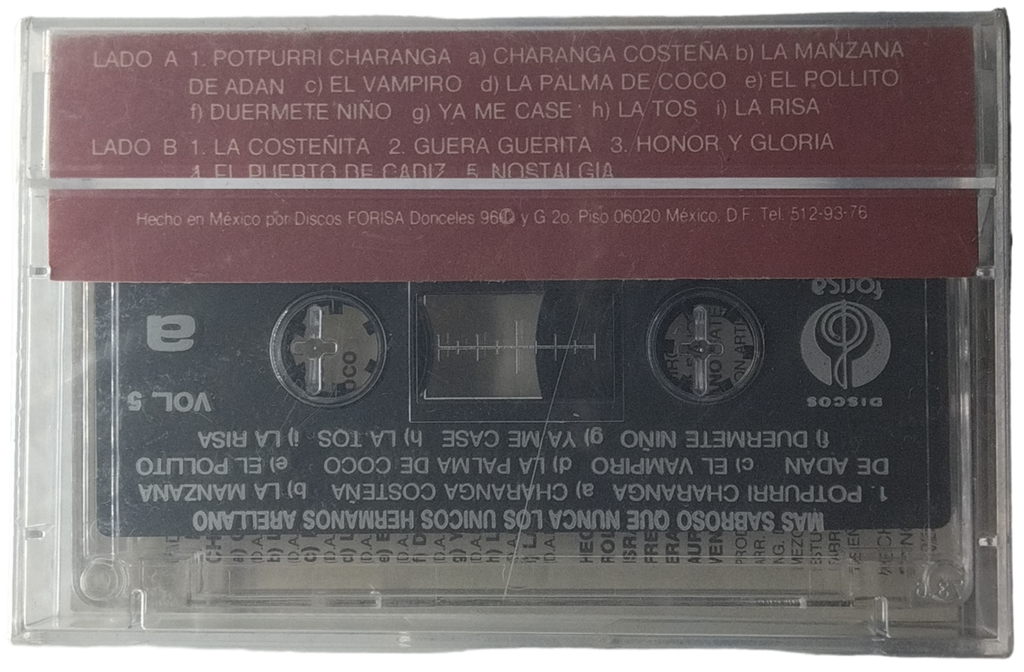 LADO A 1. POTPURRI CHARANGA a) CHARANGA COSTEÑA b) LA MANZANA
DE ADAN c) EL VAMPIRO d) LA PALMA DE COCO e) EL POLLITO
f) DUERMETE NIÑO g) YA ME CASE h) LA TOS i) LA RISA
LADO B 1. LA COSTEÑITA 2. GUERA GUERITA 3. HONOR Y GLORIA
4. EL PUERTO DE CADIZ 5. NOSTALGIA
Hecho en México por Discos FORISA Donceles y G 2o. Piso 06020 México, D.F. Tel. 512-93-76
MAS SABROSO QUE NUNCA LOS UNICOS HERMANOS ARELLANO
1. POTPURRI CHARANGA a) CHARANGA COSTEÑA b) LA MANZANA
DE ADAN c) EL VAMPIRO d) LA PALMA DE COCO e) EL POLLITO
f) DUERMETE NIÑO g) YA ME CASE h) LA TOS i) LA RISA
DISCOS
forisa
VOL. 5
a